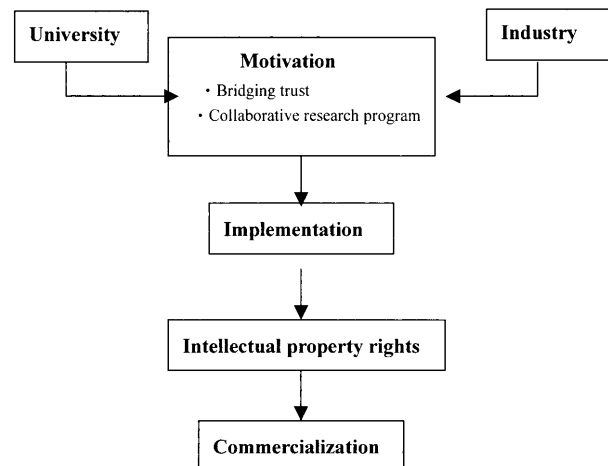 University
Industry
Motivation
・Bridging trust
・Collaborative research program
Implementation
Intellectual property rights
Commercialization